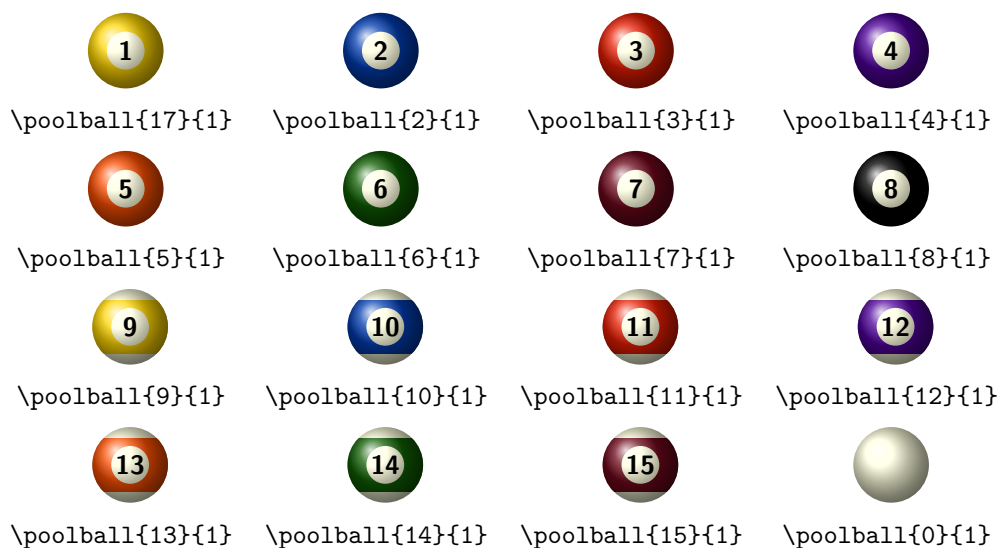 1 2 3 4
\poolball{17}{1} \poolball{2}{1} \poolball{3}{1} \poolball{4}{1}
5 6 7 8
\poolball{5}{1} \poolball{6}{1} \poolball{7}{1} \poolball{8}{1}
9 10 11 12
\poolball{9}{1} \poolball{10}{1} \poolball{11}{1} \poolball{12}{1}
13 14 15
\poolball{13}{1} \poolball{14}{1} \poolball{15}{1} \poolball{0}{1}